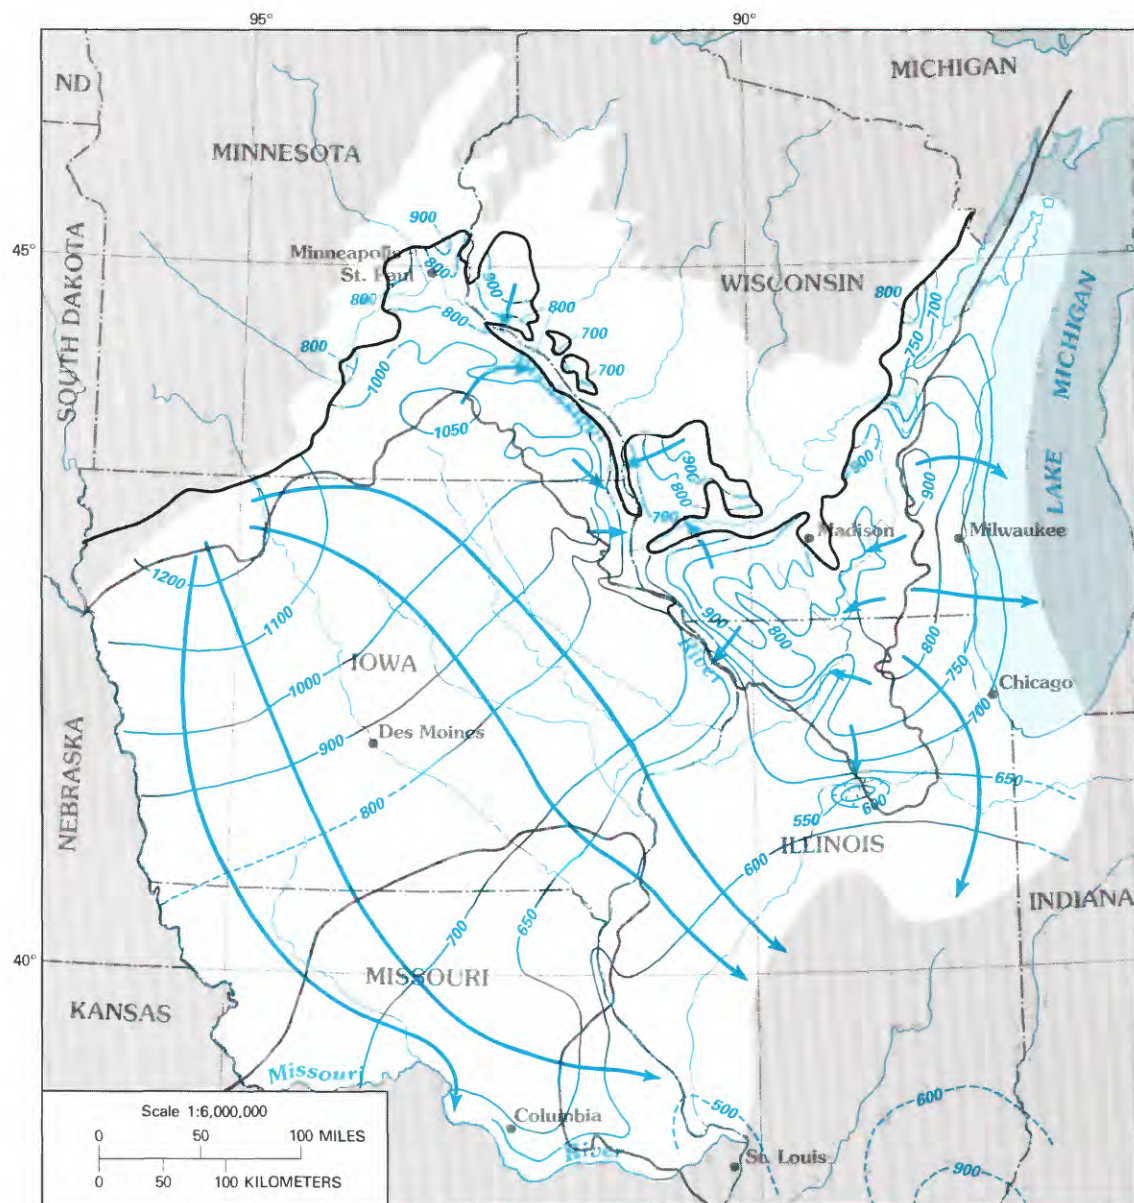 95°
90°
ND
MICHIGAN
MINNESOTA
900
45°
Minneapolis
St. Paul
800
SOUTH DAKOTA
WISCONSIN
900
800
800
700
800
800
700
750
LAKE MICHIGAN
800
1000
700
1050
900
900
800
900
700
Madison
Milwaukee
1200
1100
900
800
800
IOWA
River
750
1000
Chicago
700
NEBRASKA
900
Des Moines
650
800
550
600
ILLINOIS
600
INDIANA
650
700
40°
MISSOURI
KANSAS
Missouri
Scale 1:6,000,000
0 50 100 MILES
0 50 100 KILOMETERS
Columbia
River
500
600
St. Louis
900